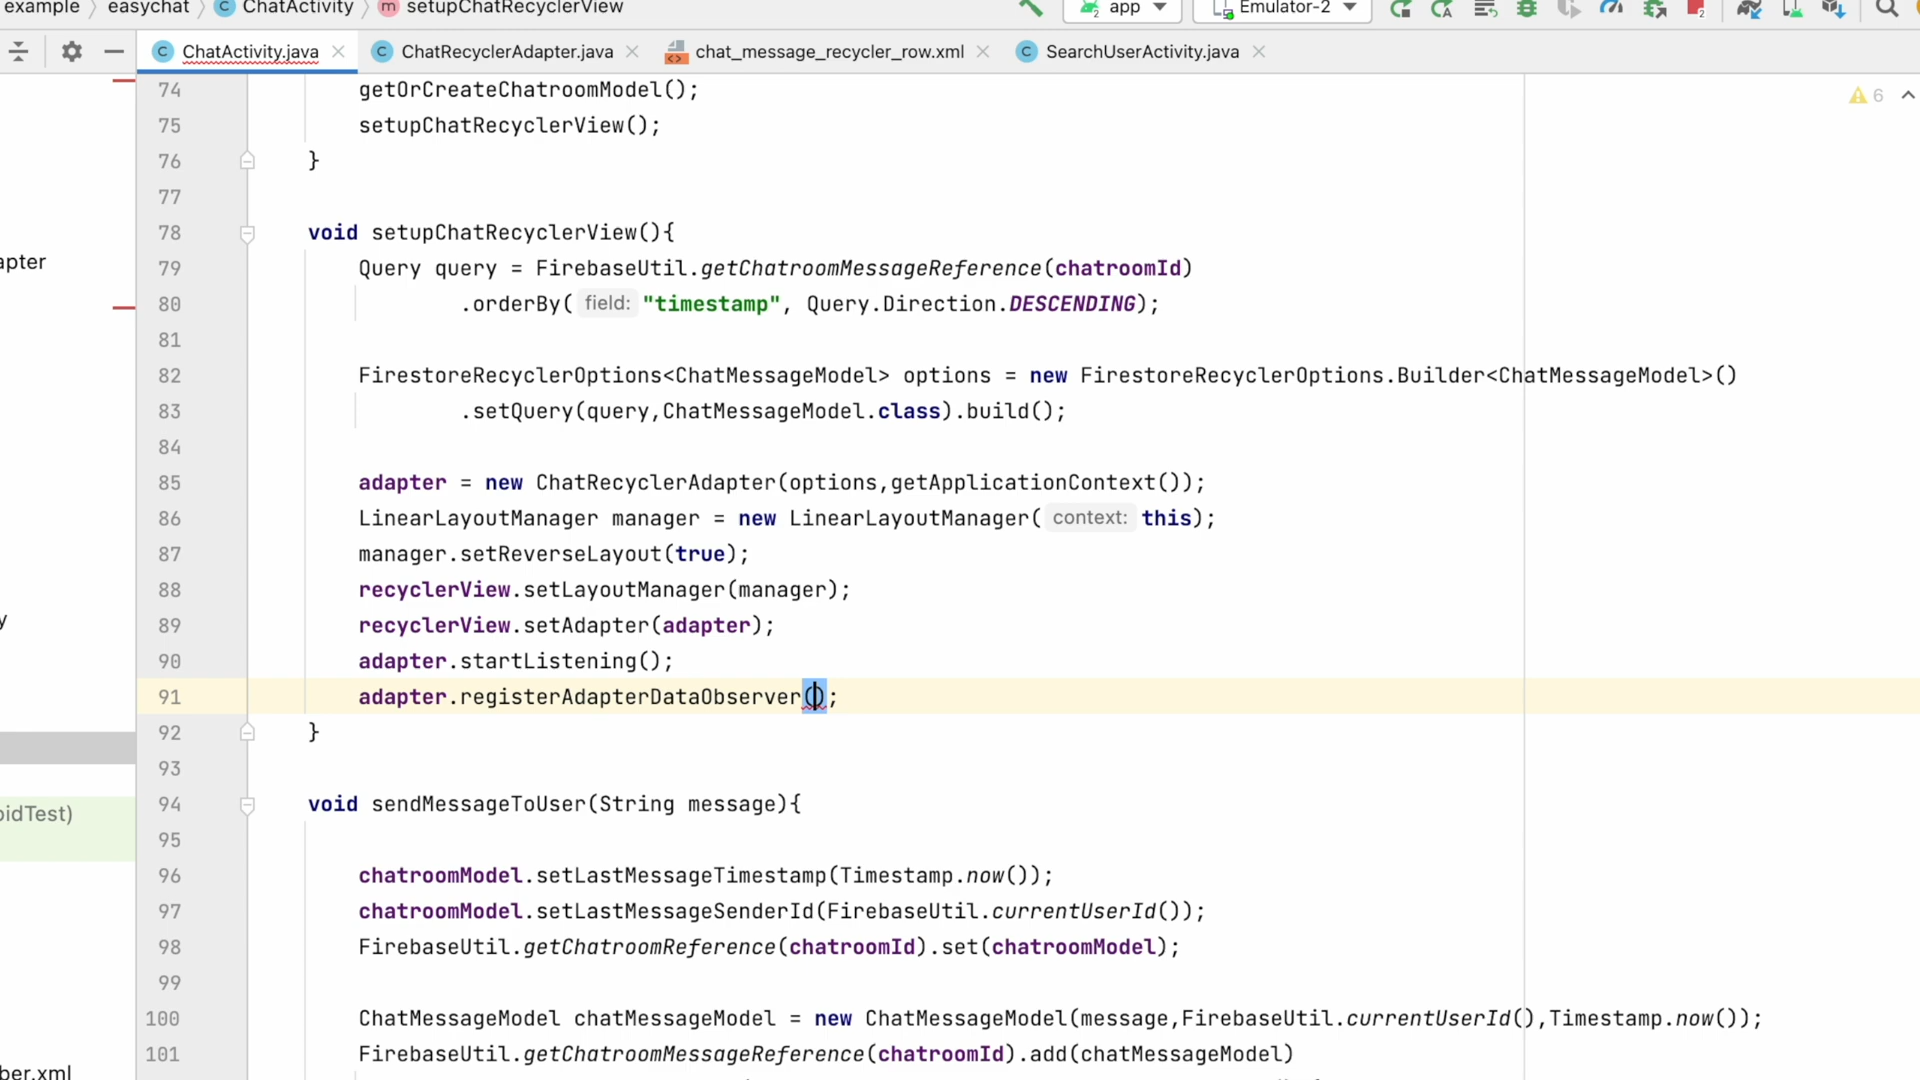 example easychat ChatActivity setupChatRecyclerView app Emulator-2
ChatActivity.java ChatRecyclerAdapter.java chat_message_recycler_row.xml SearchUserActivity.java
74 getOrCreateChatroomModel(); 6
75 setupChatRecyclerView();
76 }
77
78 void setupChatRecyclerView(){
79 Query query = FirebaseUtil.getChatroomMessageReference(chatroomId)
apter
80 .orderBy( field: "timestamp", Query.Direction.DESCENDING);
81
82 FirestoreRecyclerOptions<ChatMessageModel> options = new FirestoreRecyclerOptions.Builder<ChatMessageModel>()
83 .setQuery(query,ChatMessageModel.class).build();
84
85 adapter = new ChatRecyclerAdapter(options,getApplicationContext());
86 LinearLayoutManager manager = new LinearLayoutManager( context: this);
87 manager.setReverseLayout(true);
88 recyclerView.setLayoutManager(manager);
y
89 recyclerView.setAdapter(adapter);
90 adapter.startListening();
91 adapter.registerAdapterDataObserver();
92 }
93
94 void sendMessageToUser(String message){
oidTest)
95
96 chatroomModel.setLastMessageTimestamp(Timestamp.now());
97 chatroomModel.setLastMessageSenderId(FirebaseUtil.currentUserId());
98 FirebaseUtil.getChatroomReference(chatroomId).set(chatroomModel);
99
100 ChatMessageModel chatMessageModel = new ChatMessageModel(message,FirebaseUtil.currentUserId(),Timestamp.now());
101 FirebaseUtil.getChatroomMessageReference(chatroomId).add(chatMessageModel)
ber.xml